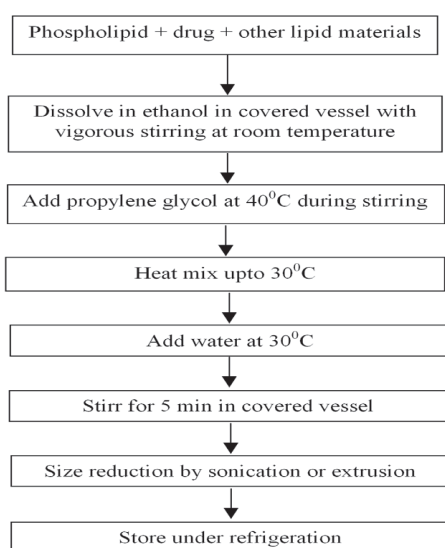 Phospholipid + drug + other lipid materials
Dissolve in ethanol in covered vessel with
vigorous stirring at room temperature
Add propylene glycol at 40⁰C during stirring
Heat mix upto 30⁰C
Add water at 30⁰C
Stirr for 5 min in covered vessel
Size reduction by sonication or extrusion
Store under refrigeration